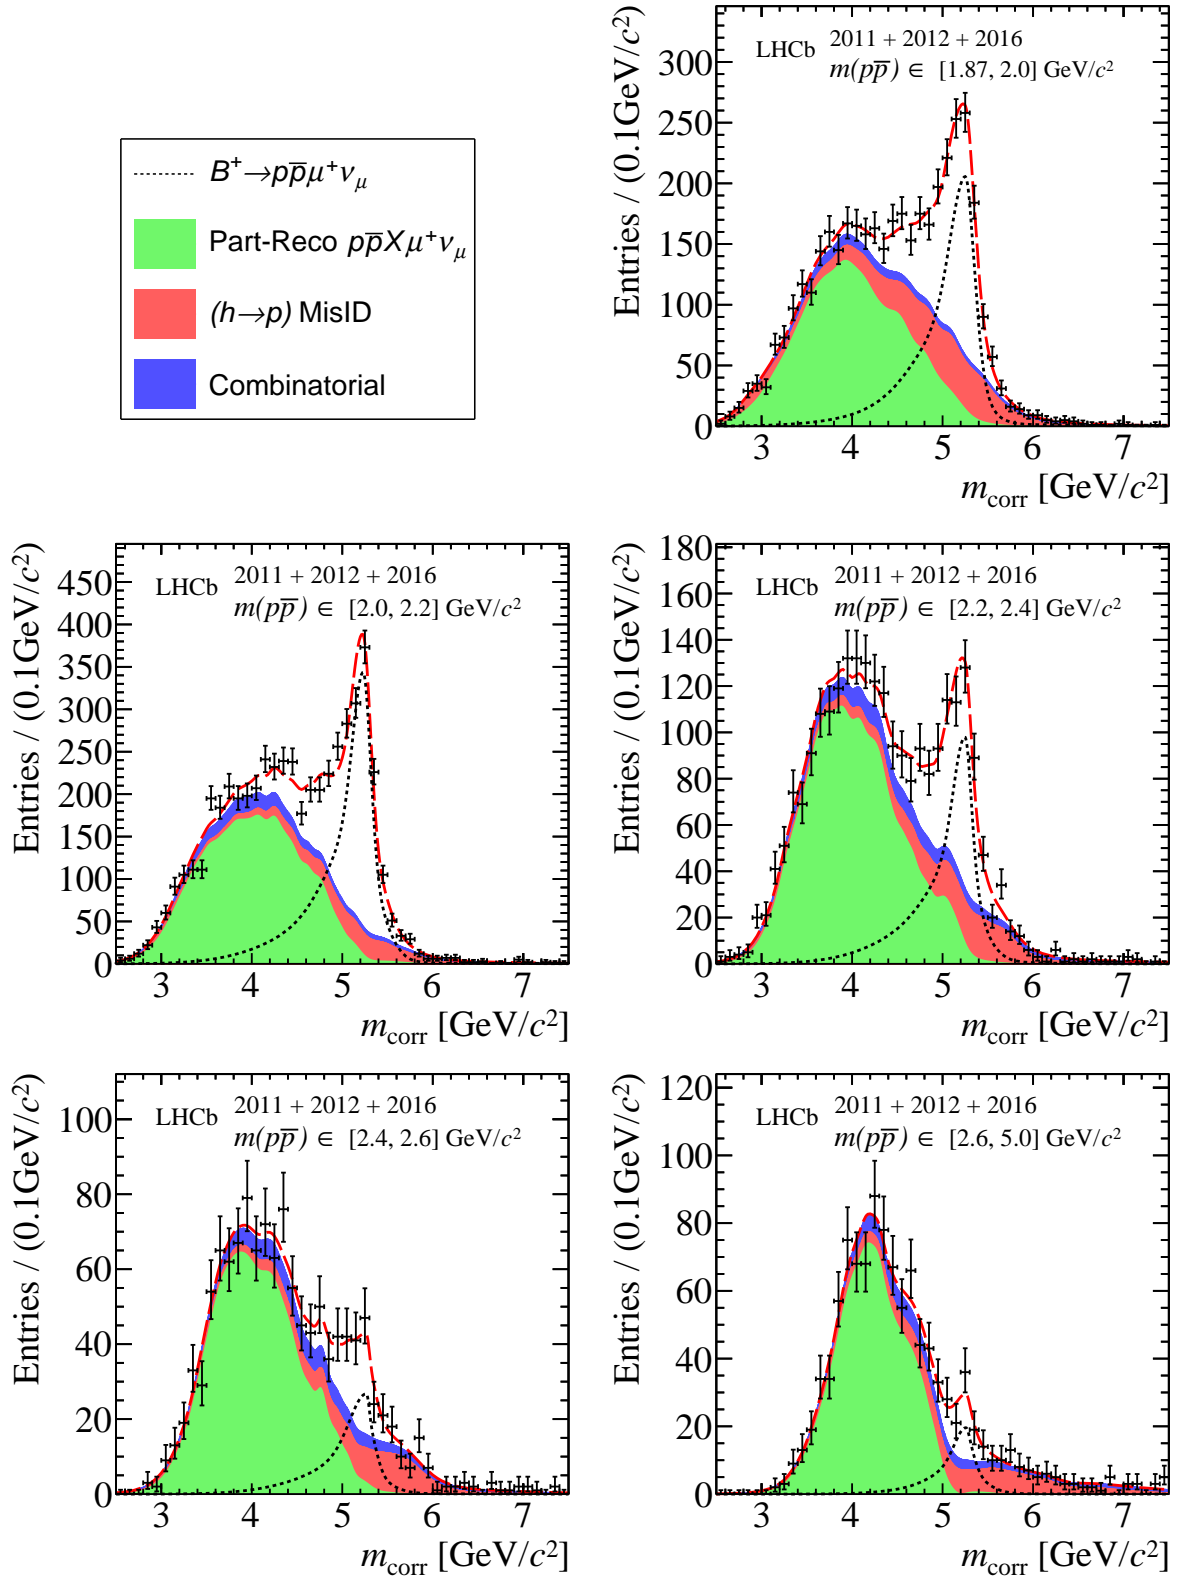 B⁺→pp̅μ⁺ν_μ
Part-Reco pp̅Xμ⁺ν_μ
(h→p) MisID
Combinatorial
Entries / (0.1GeV/c²)
LHCb
2011 + 2012 + 2016
m(pp̅) ∈ [1.87, 2.0] GeV/c²
300
250
200
150
100
50
0
3 4 5 6 7
m_corr [GeV/c²]
Entries / (0.1GeV/c²)
LHCb
2011 + 2012 + 2016
m(pp̅) ∈ [2.0, 2.2] GeV/c²
450
400
350
300
250
200
150
100
50
0
3 4 5 6 7
m_corr [GeV/c²]
Entries / (0.1GeV/c²)
LHCb
2011 + 2012 + 2016
m(pp̅) ∈ [2.2, 2.4] GeV/c²
180
160
140
120
100
80
60
40
20
0
3 4 5 6 7
m_corr [GeV/c²]
Entries / (0.1GeV/c²)
LHCb
2011 + 2012 + 2016
m(pp̅) ∈ [2.4, 2.6] GeV/c²
100
80
60
40
20
0
3 4 5 6 7
m_corr [GeV/c²]
Entries / (0.1GeV/c²)
LHCb
2011 + 2012 + 2016
m(pp̅) ∈ [2.6, 5.0] GeV/c²
120
100
80
60
40
20
0
3 4 5 6 7
m_corr [GeV/c²]